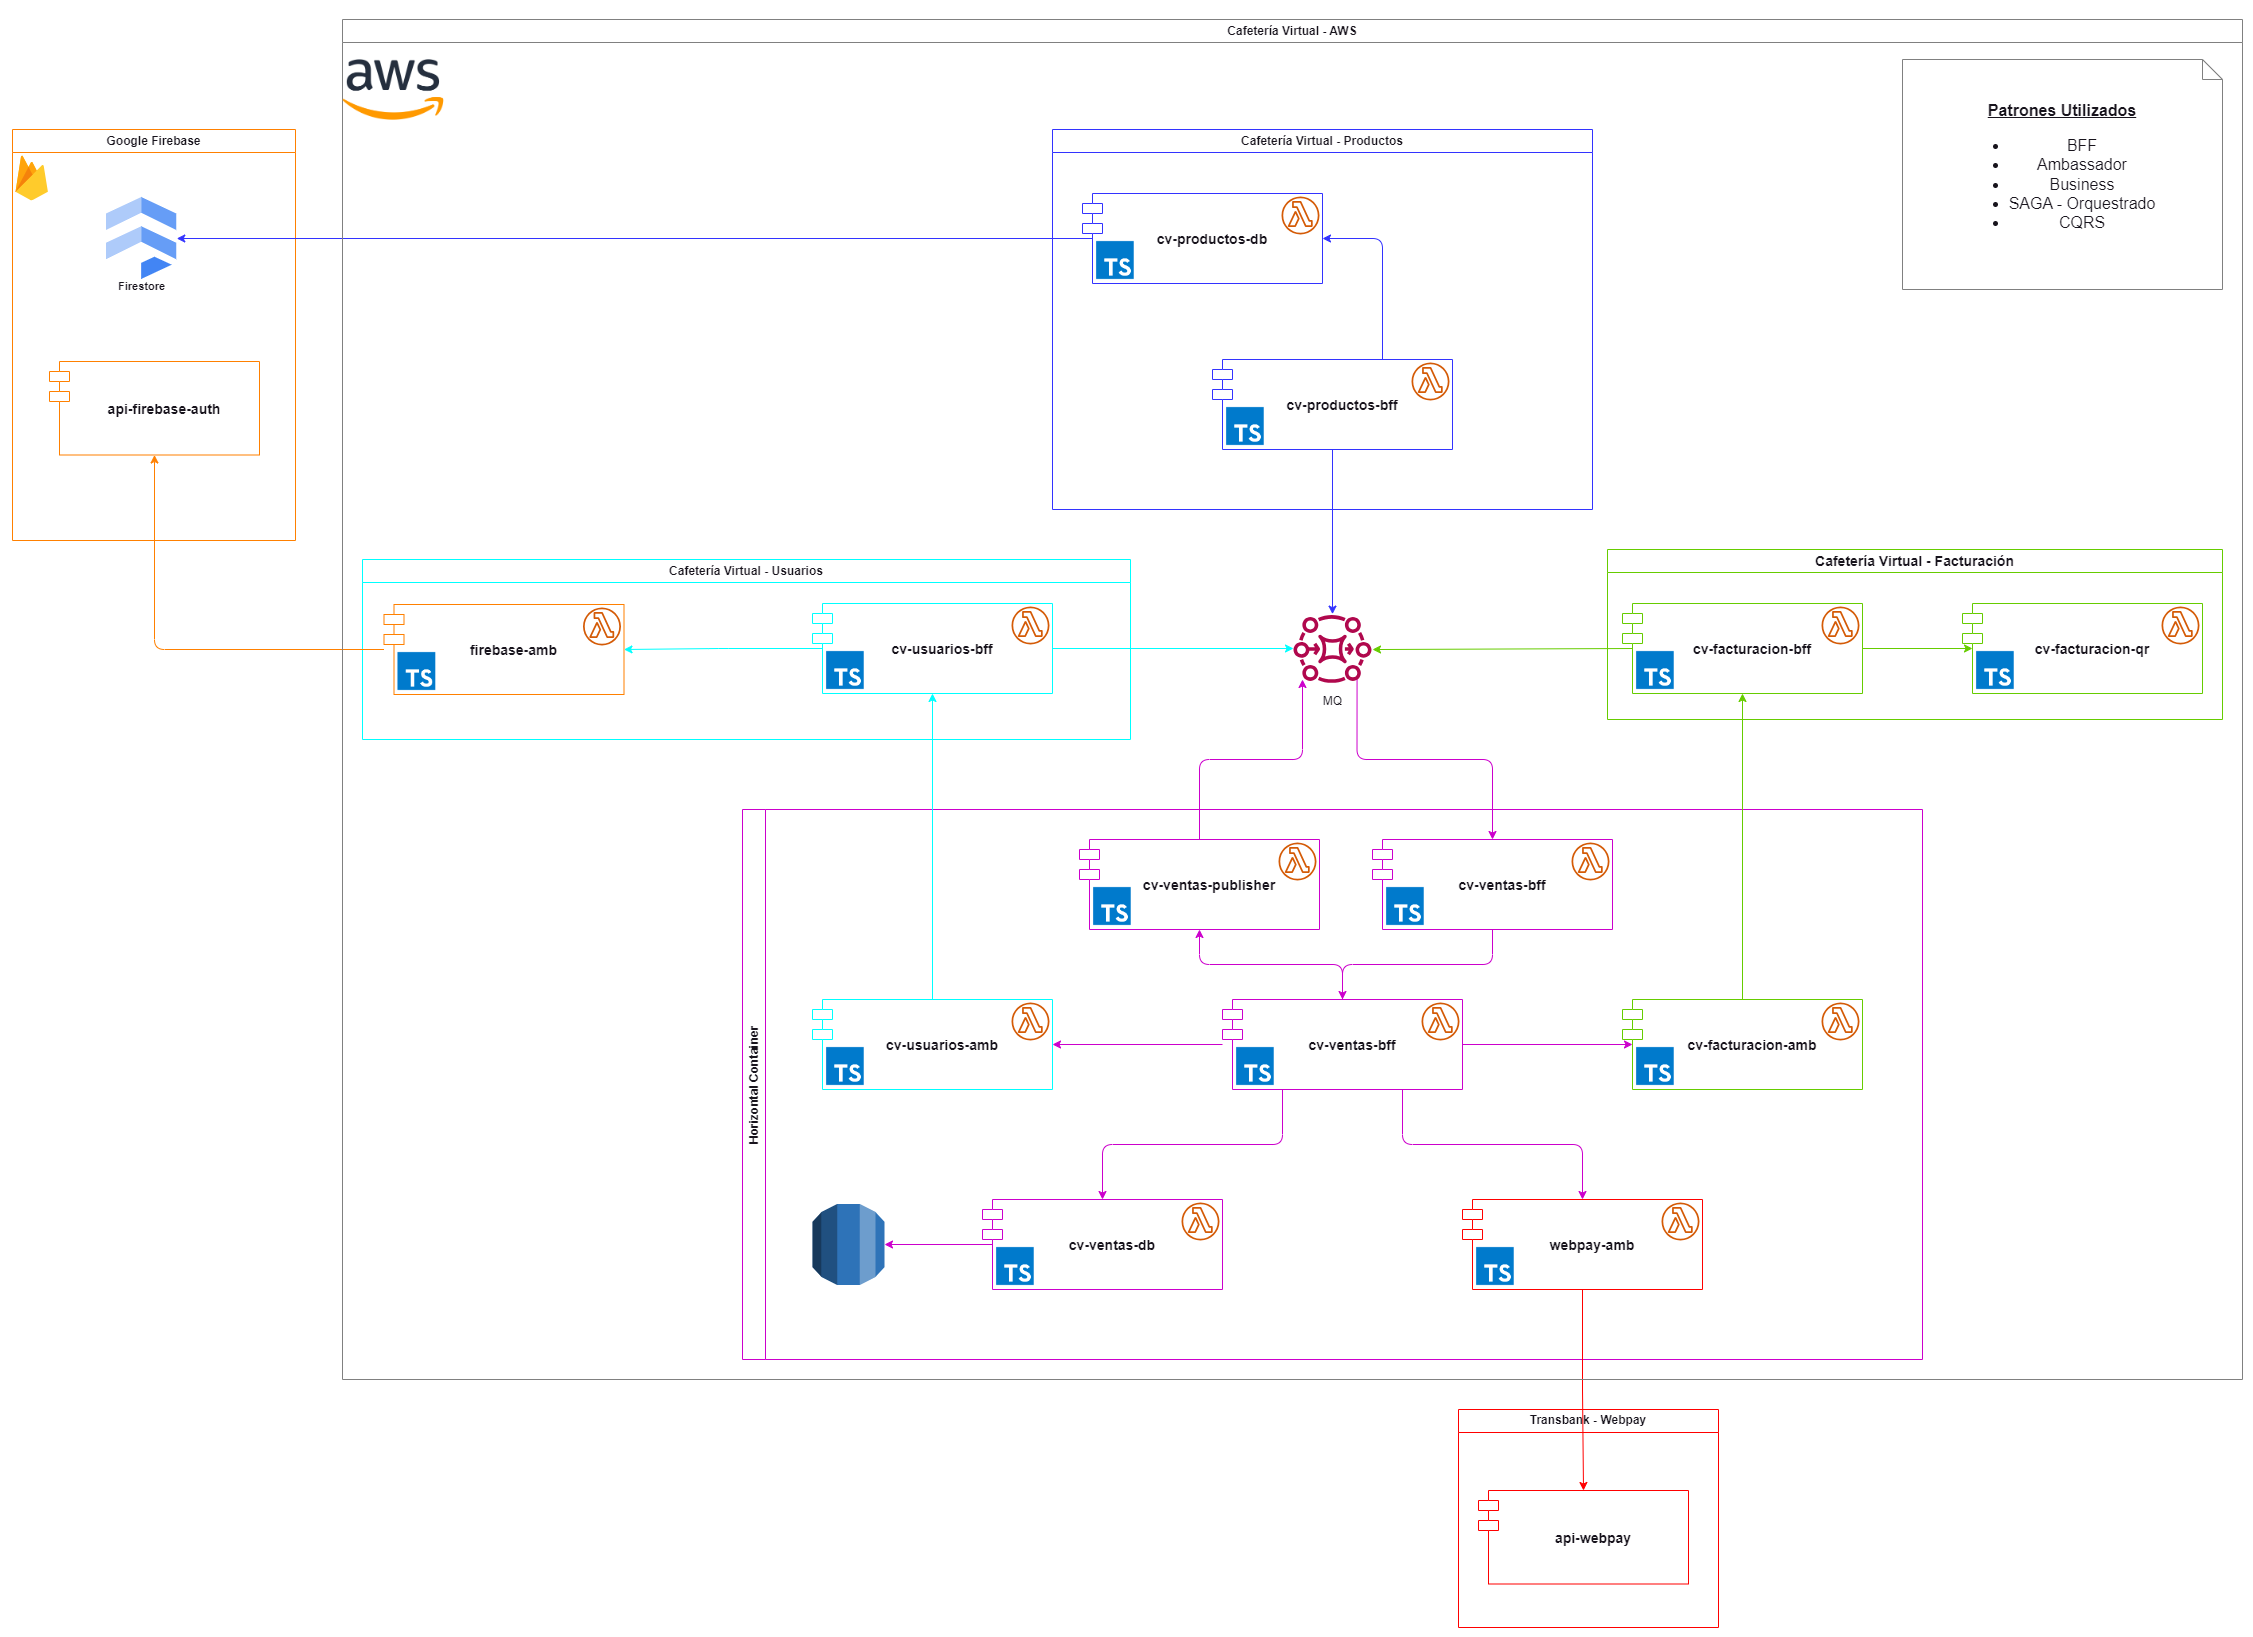 Cafetería Virtual - AWS
aws
Patrones Utilizados
BFF
Ambassador
Business
SAGA - Orquestrado
CQRS
Google Firebase
Firestore
api-firebase-auth
Cafetería Virtual - Productos
cv-productos-db
TS
cv-productos-bff
TS
Cafetería Virtual - Usuarios
firebase-amb
TS
cv-usuarios-bff
TS
MQ
Cafetería Virtual - Facturación
cv-facturacion-bff
TS
cv-facturacion-qr
TS
Horizontal Container
cv-ventas-publisher
TS
cv-ventas-bff
TS
cv-usuarios-amb
TS
cv-ventas-bff
TS
cv-facturacion-amb
TS
cv-ventas-db
TS
webpay-amb
TS
Transbank - Webpay
api-webpay